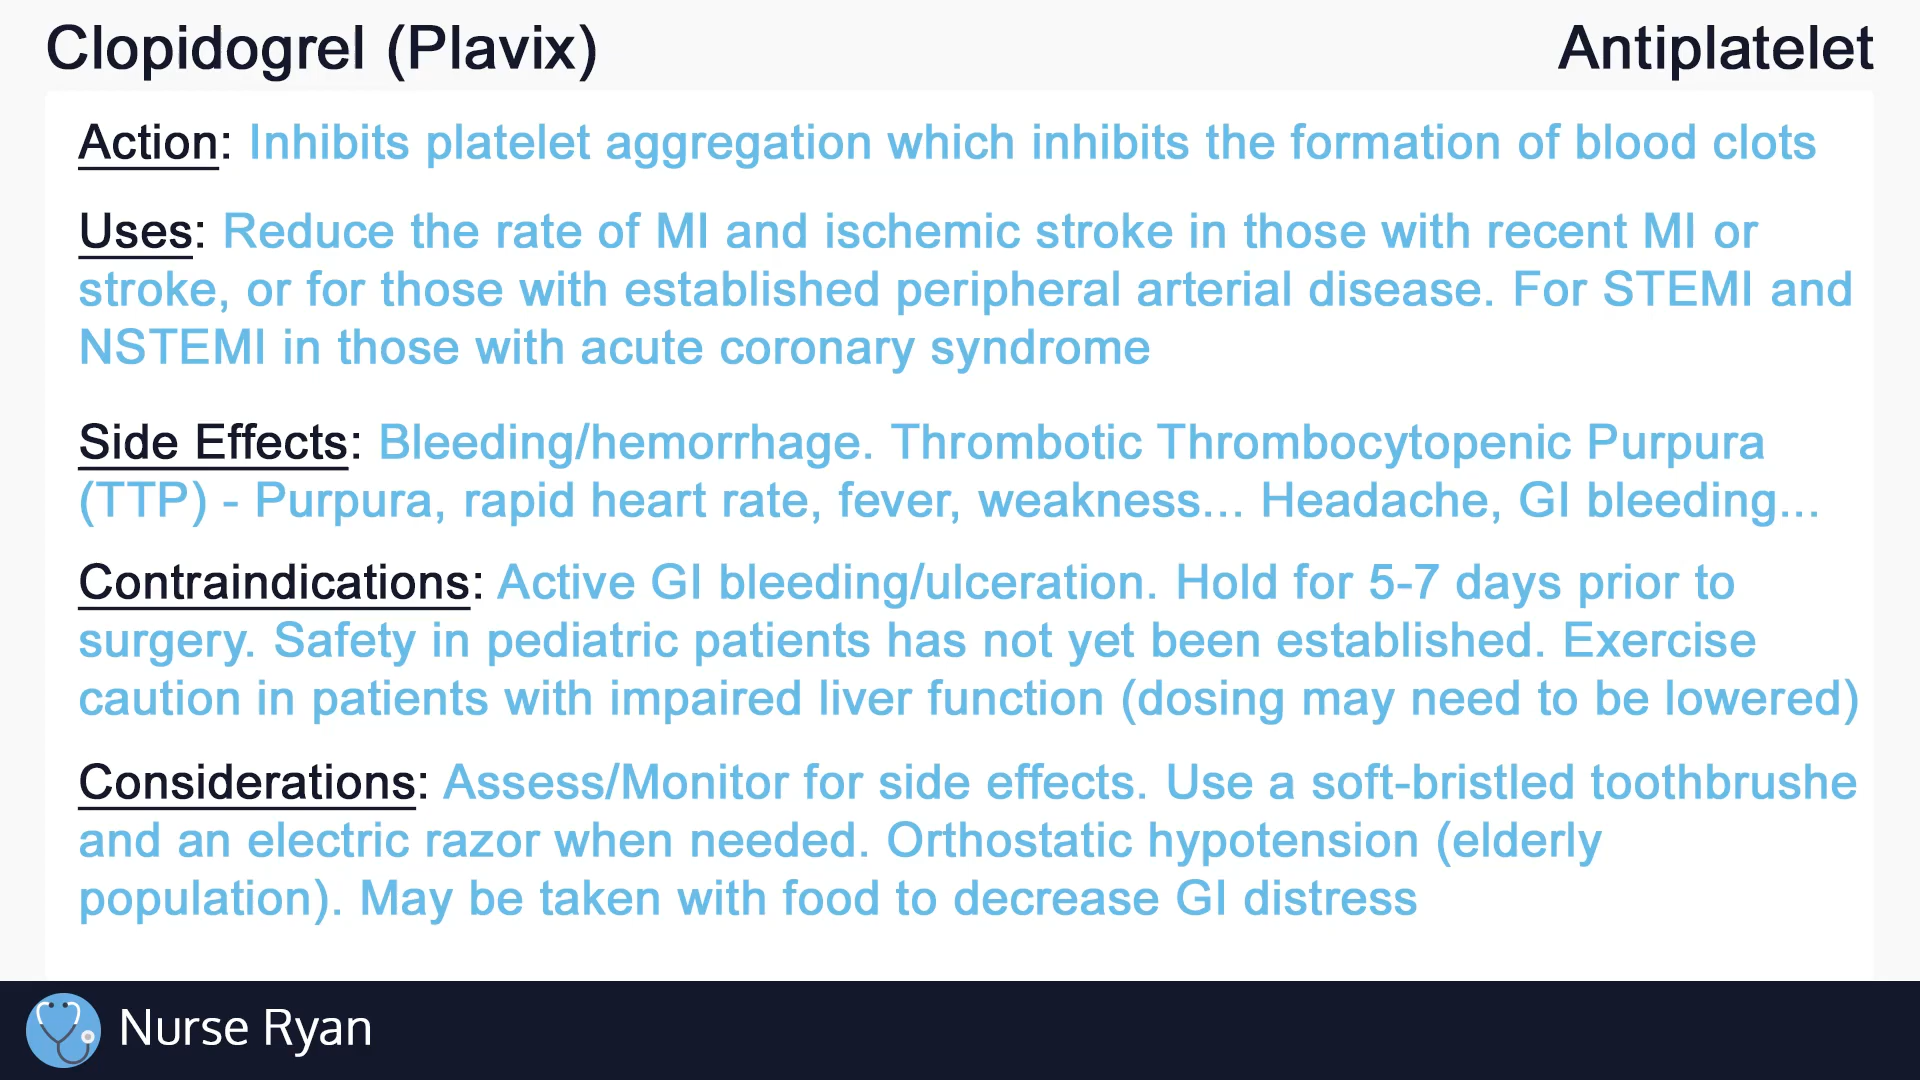 Clopidogrel (Plavix)
Antiplatelet
Action: Inhibits platelet aggregation which inhibits the formation of blood clots
Uses: Reduce the rate of MI and ischemic stroke in those with recent MI or
stroke, or for those with established peripheral arterial disease. For STEMI and
NSTEMI in those with acute coronary syndrome
Side Effects: Bleeding/hemorrhage. Thrombotic Thrombocytopenic Purpura
(TTP) - Purpura, rapid heart rate, fever, weakness... Headache, GI bleeding...
Contraindications: Active GI bleeding/ulceration. Hold for 5-7 days prior to
surgery. Safety in pediatric patients has not yet been established. Exercise
caution in patients with impaired liver function (dosing may need to be lowered)
Considerations: Assess/Monitor for side effects. Use a soft-bristled toothbrushe
and an electric razor when needed. Orthostatic hypotension (elderly
population). May be taken with food to decrease GI distress
Nurse Ryan